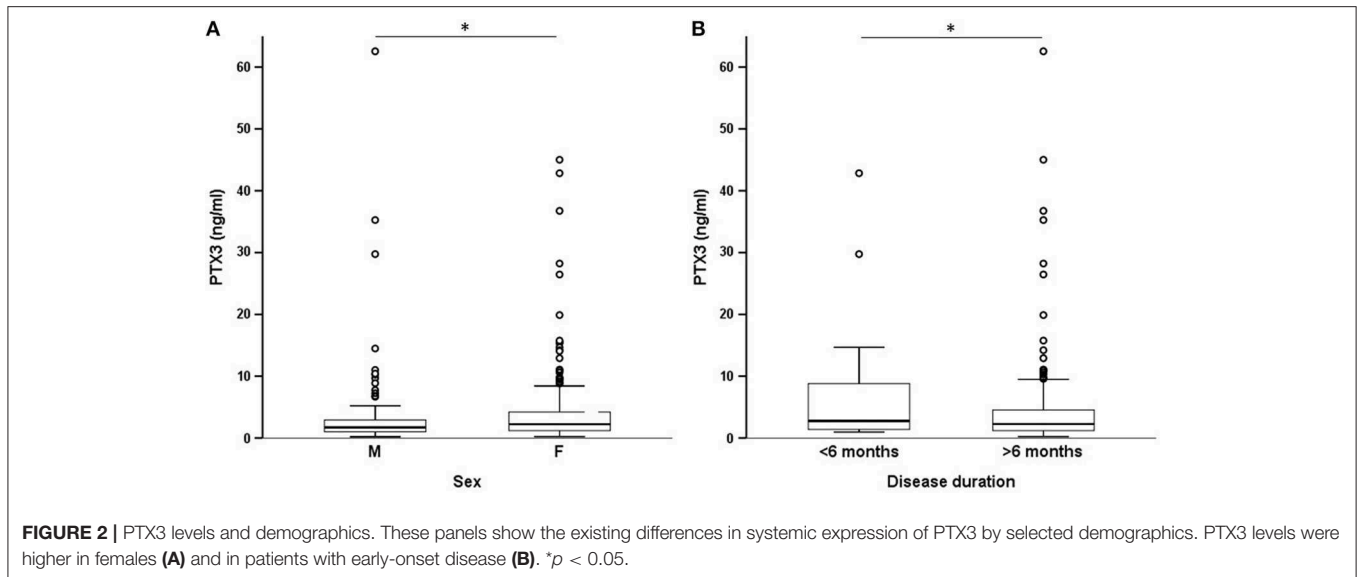 A
*
60
50
40
30
20
10
0
PTX3 (ng/ml)
M
F
Sex
B
*
60
50
40
30
20
10
0
PTX3 (ng/ml)
<6 months
>6 months
Disease duration
FIGURE 2 | PTX3 levels and demographics. These panels show the existing differences in systemic expression of PTX3 by selected demographics. PTX3 levels were
higher in females (A) and in patients with early-onset disease (B). *p < 0.05.